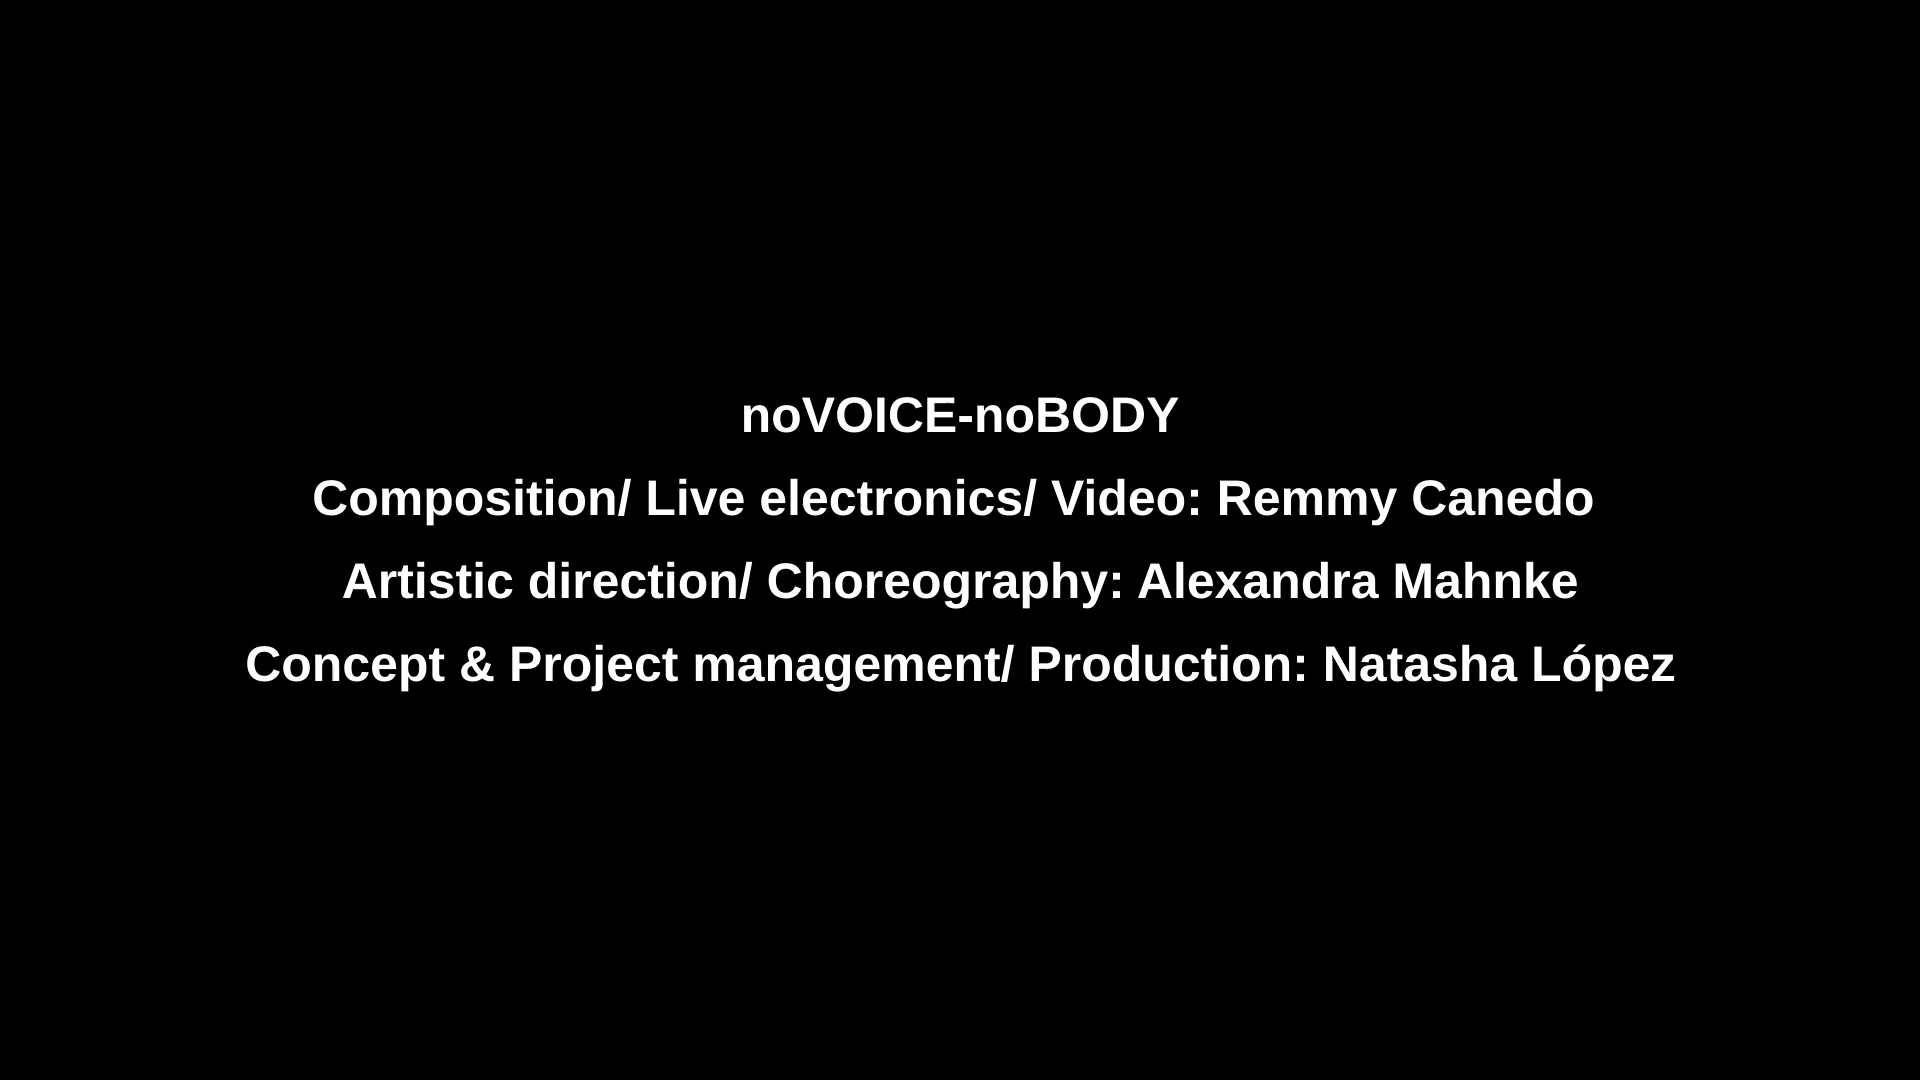 noVOICE-noBODY
Composition/ Live electronics/ Video: Remmy Canedo
Artistic direction/ Choreography: Alexandra Mahnke
Concept & Project management/ Production: Natasha López